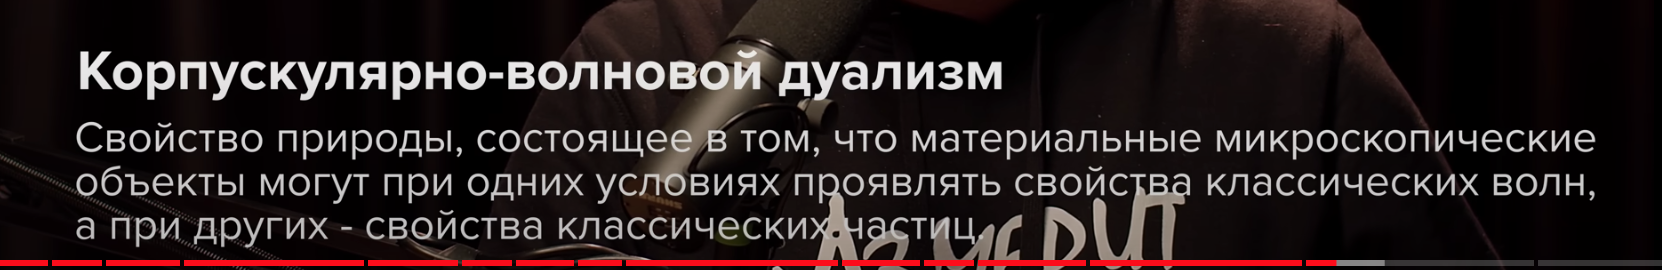 Корпускулярно-волновой дуализм
Свойство природы, состоящее в том, что материальные микроскопические
объекты могут при одних условиях проявлять свойства классических волн,
а при других - свойства классических частиц.